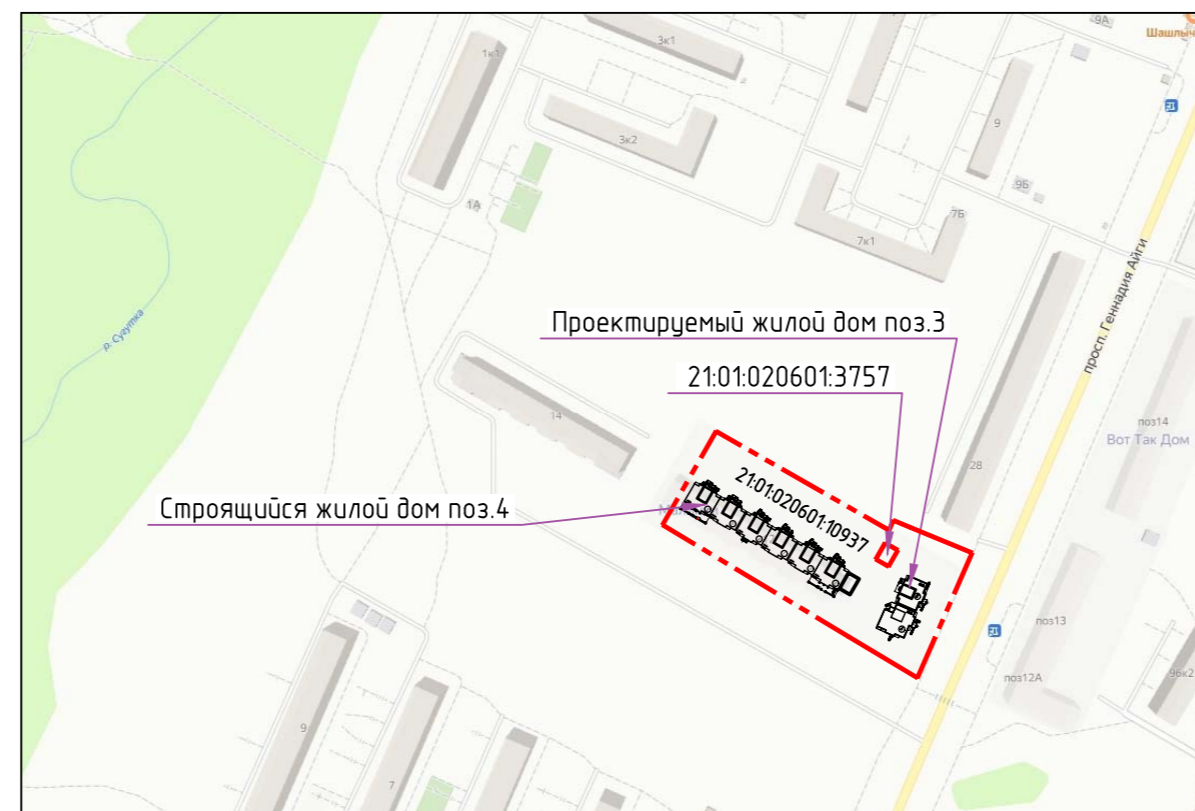 9А
3к1
1к1
9
3к2
9Б
1А
7Б
7к1
просп. Геннадия Айги
р. Сугутка
Проектируемый жилой дом поз.3
21:01:020601:3757
14
поз14
Вот Так Дом
28
21:01:020601:10937
Строящийся жилой дом поз.4
поз13
поз12А
9
7